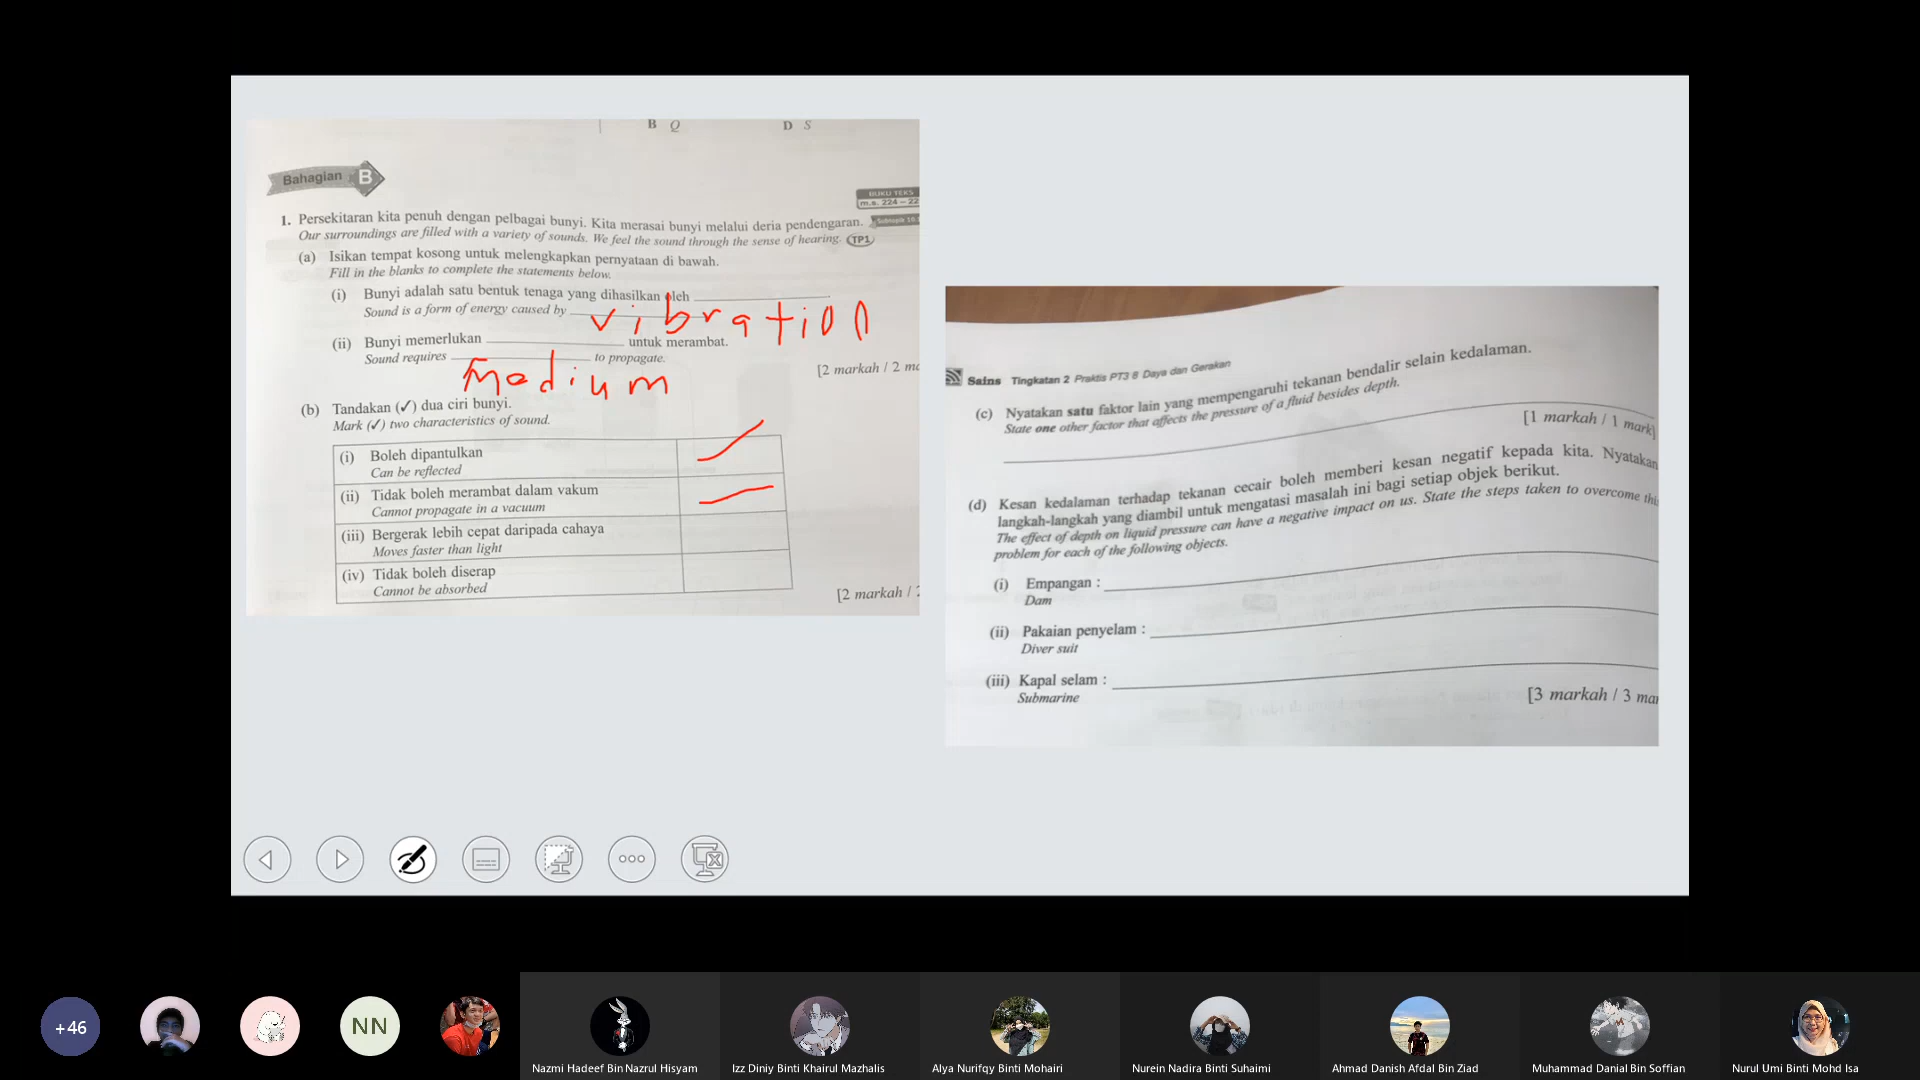 B Q D S
Bahagian B
BUKU TEKS
1. Persekitaran kita penuh dengan pelbagai bunyi. Kita merasai bunyi melalui deria pendengaran.
Our surroundings are filled with a variety of sounds. We feel the sound through the sense of hearing. TP1
(a) Isikan tempat kosong untuk melengkapkan pernyataan di bawah.
Fill in the blanks to complete the statements below.
(i) Bunyi adalah satu bentuk tenaga yang dihasilkan oleh
Sound is a form of energy caused by
vibration
(ii) Bunyi memerlukan untuk merambat.
Sound requires to propagate.
medium
[2 markah / 2
(b) Tandakan (✓) dua ciri bunyi.
Mark (✓) two characteristics of sound.
(i) Boleh dipantulkan
Can be reflected
(ii) Tidak boleh merambat dalam vakum
Cannot propagate in a vacuum
(iii) Bergerak lebih cepat daripada cahaya
Moves faster than light
(iv) Tidak boleh diserap
Cannot be absorbed
[2 markah /
Sains Tingkatan 2 Praktis PT3 8 Daya dan Gerakan
(c) Nyatakan satu faktor lain yang mempengaruhi tekanan bendalir selain kedalaman.
State one other factor that affects the pressure of a fluid besides depth.
[1 markah / 1 mark]
(d) Kesan kedalaman terhadap tekanan cecair boleh memberi kesan negatif kepada kita. Nyatakan
langkah-langkah yang diambil untuk mengatasi masalah ini bagi setiap objek berikut.
The effect of depth on liquid pressure can have a negative impact on us. State the steps taken to overcome this
problem for each of the following objects.
(i) Empangan :
Dam
(ii) Pakaian penyelam :
Diver suit
(iii) Kapal selam :
Submarine
[3 markah / 3 mar
+46
NN
Nazmi Hadeef Bin Nazrul Hisyam
Izz Diniy Binti Khairul Mazhalis
Alya Nurifqy Binti Mohairi
Nurein Nadira Binti Suhaimi
Ahmad Danish Afdal Bin Ziad
Muhammad Danial Bin Soffian
Nurul Umi Binti Mohd Isa